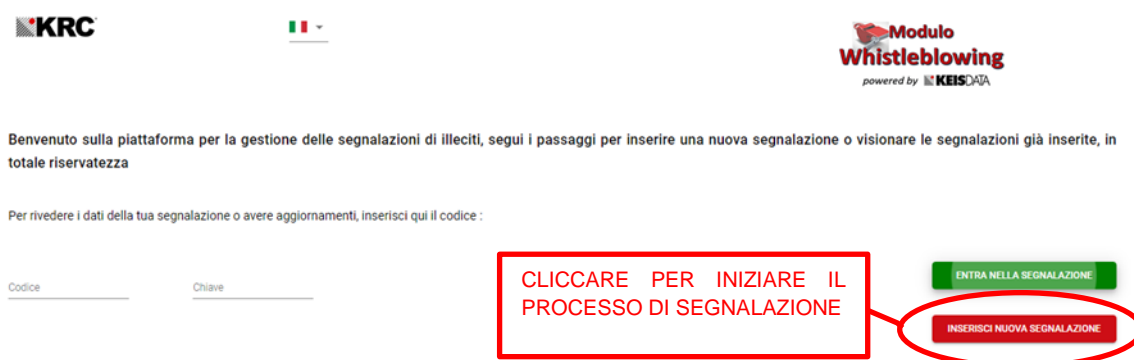 KRC
Modulo
Whistleblowing
powered by KEISDATA
Benvenuto sulla piattaforma per la gestione delle segnalazioni di illeciti, segui i passaggi per inserire una nuova segnalazione o visionare le segnalazioni già inserite, in
totale riservatezza
Per rivedere i dati della tua segnalazione o avere aggiornamenti, inserisci qui il codice :
Codice
Chiave
CLICCARE PER INIZIARE IL
PROCESSO DI SEGNALAZIONE
ENTRA NELLA SEGNALAZIONE
INSERISCI NUOVA SEGNALAZIONE